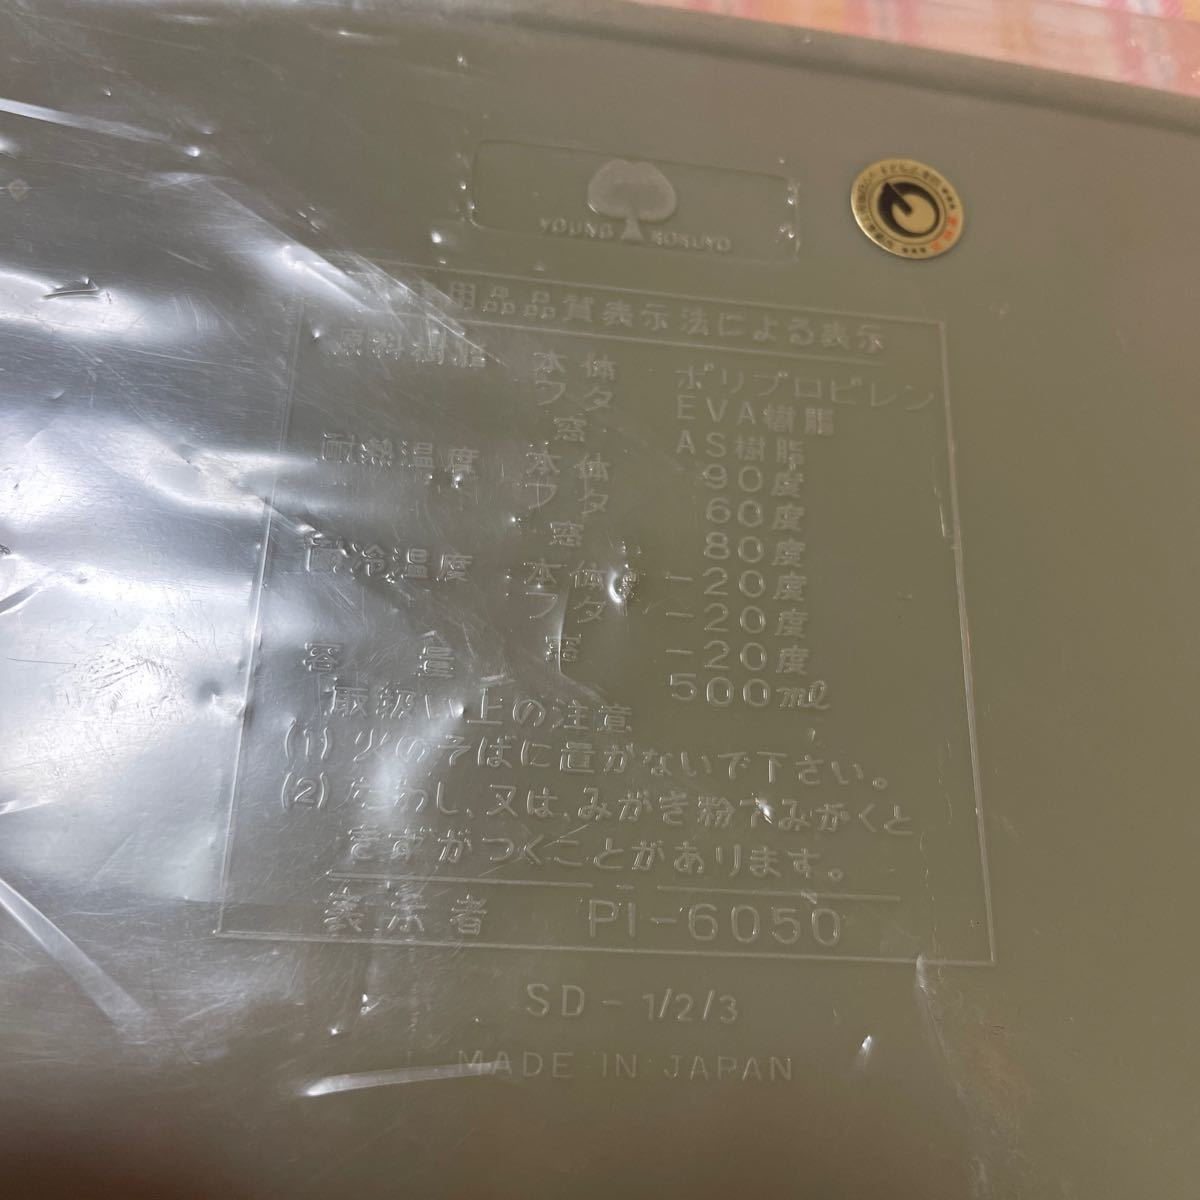 YOUNG KOKUYO
用品品質表示法による表示
原料樹脂 本体 ポリプロピレン
フタ EVA樹脂
窓 AS樹脂
耐熱温度 本体 90度
フタ 60度
窓 80度
耐冷温度 本体 -20度
フタ -20度
窓 -20度
容量 500ml
取扱い上の注意
(1) 火のそばに置かないで下さい。
(2) たわし、又は、みがき粉でみがくと
きずがつくことがあります。
表示者 PI-6050
SD-1/2/3
MADE IN JAPAN